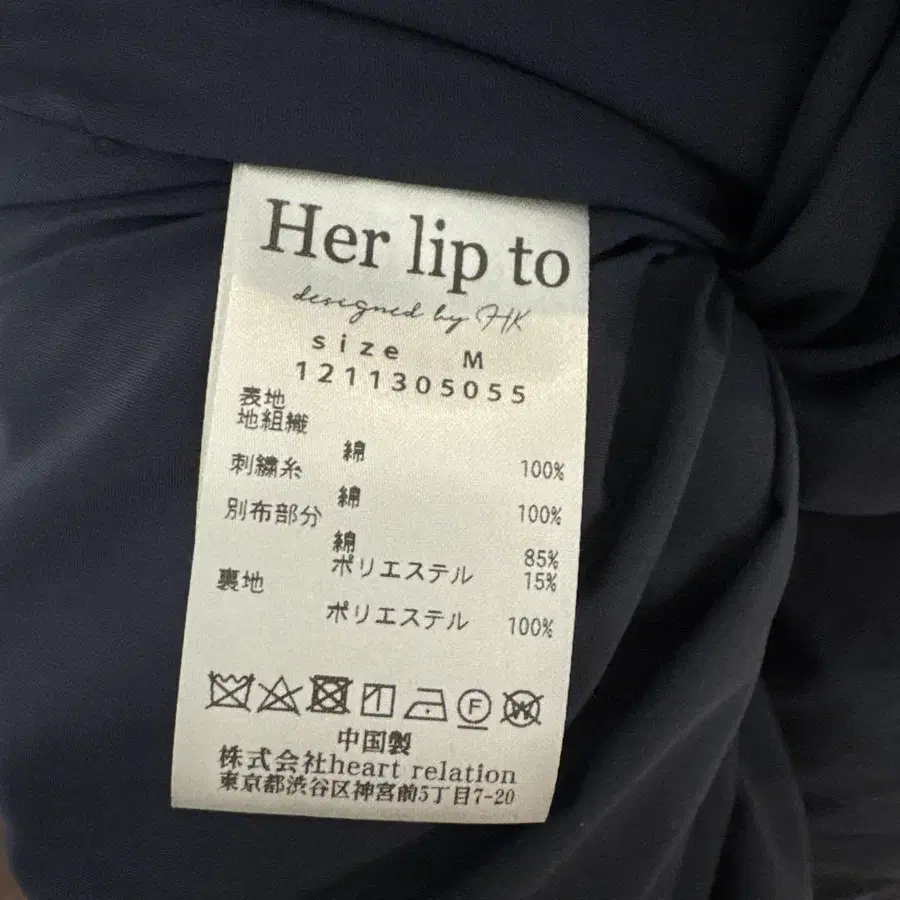 Her lip to
designed by HK
size M
1211305055
表地
地組織
綿 100%
刺繍糸
綿 100%
別布部分
綿 85%
ポリエステル 15%
裏地
ポリエステル 100%
F
W
中国製
株式会社heart relation
東京都渋谷区神宮前5丁目7-20